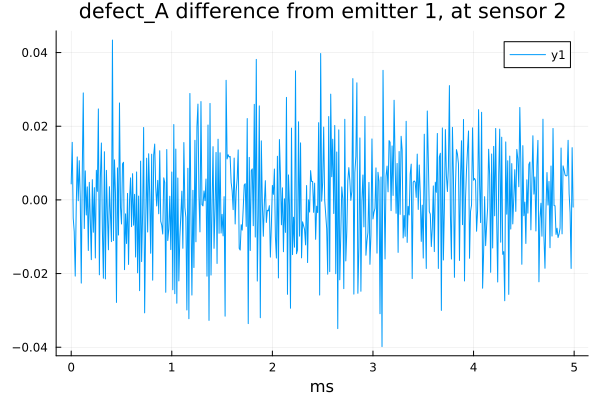 defect_A difference from emitter 1, at sensor 2
y1
0.04
0.02
0.00
−0.02
−0.04
0 1 2 3 4 5
ms